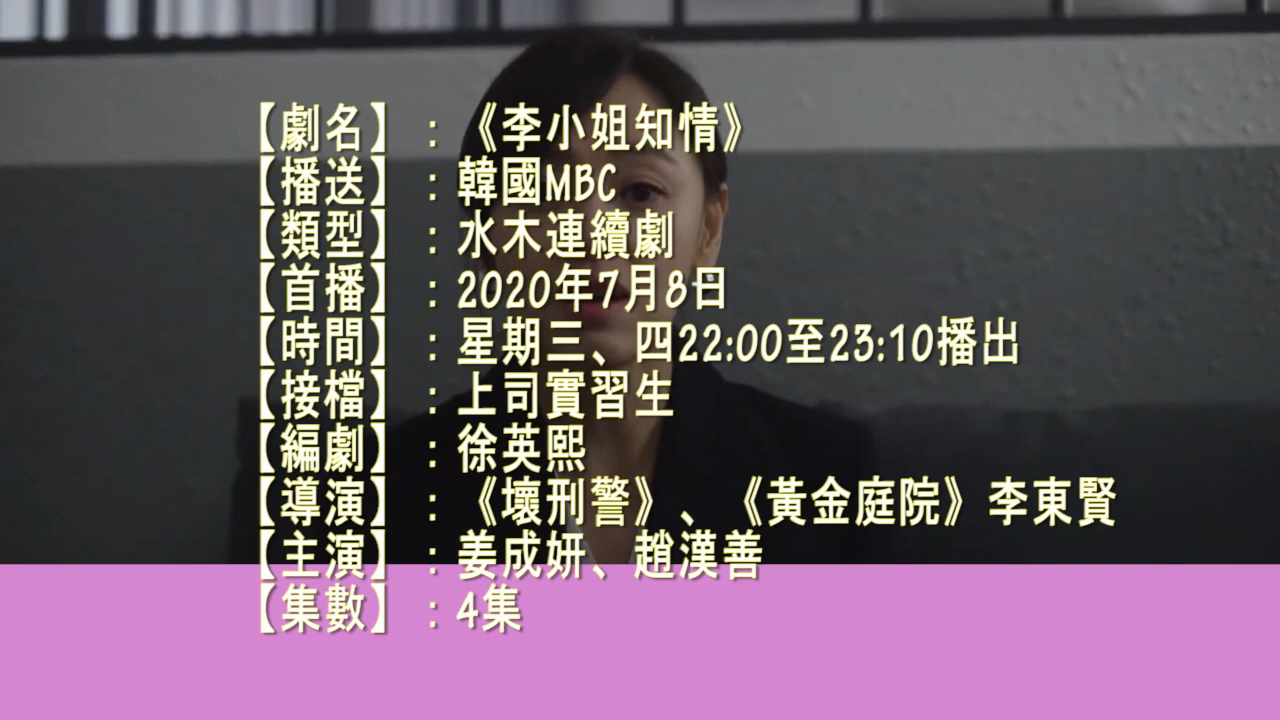 【劇名】：《李小姐知情》
【播送】：韓國MBC
【類型】：水木連續劇
【首播】：2020年7月8日
【時間】：星期三、四22:00至23:10播出
【接檔】：上司實習生
【編劇】：徐英熙
【導演】：《壞刑警》、《黃金庭院》李東賢
【主演】：姜成妍、趙漢善
【集數】：4集